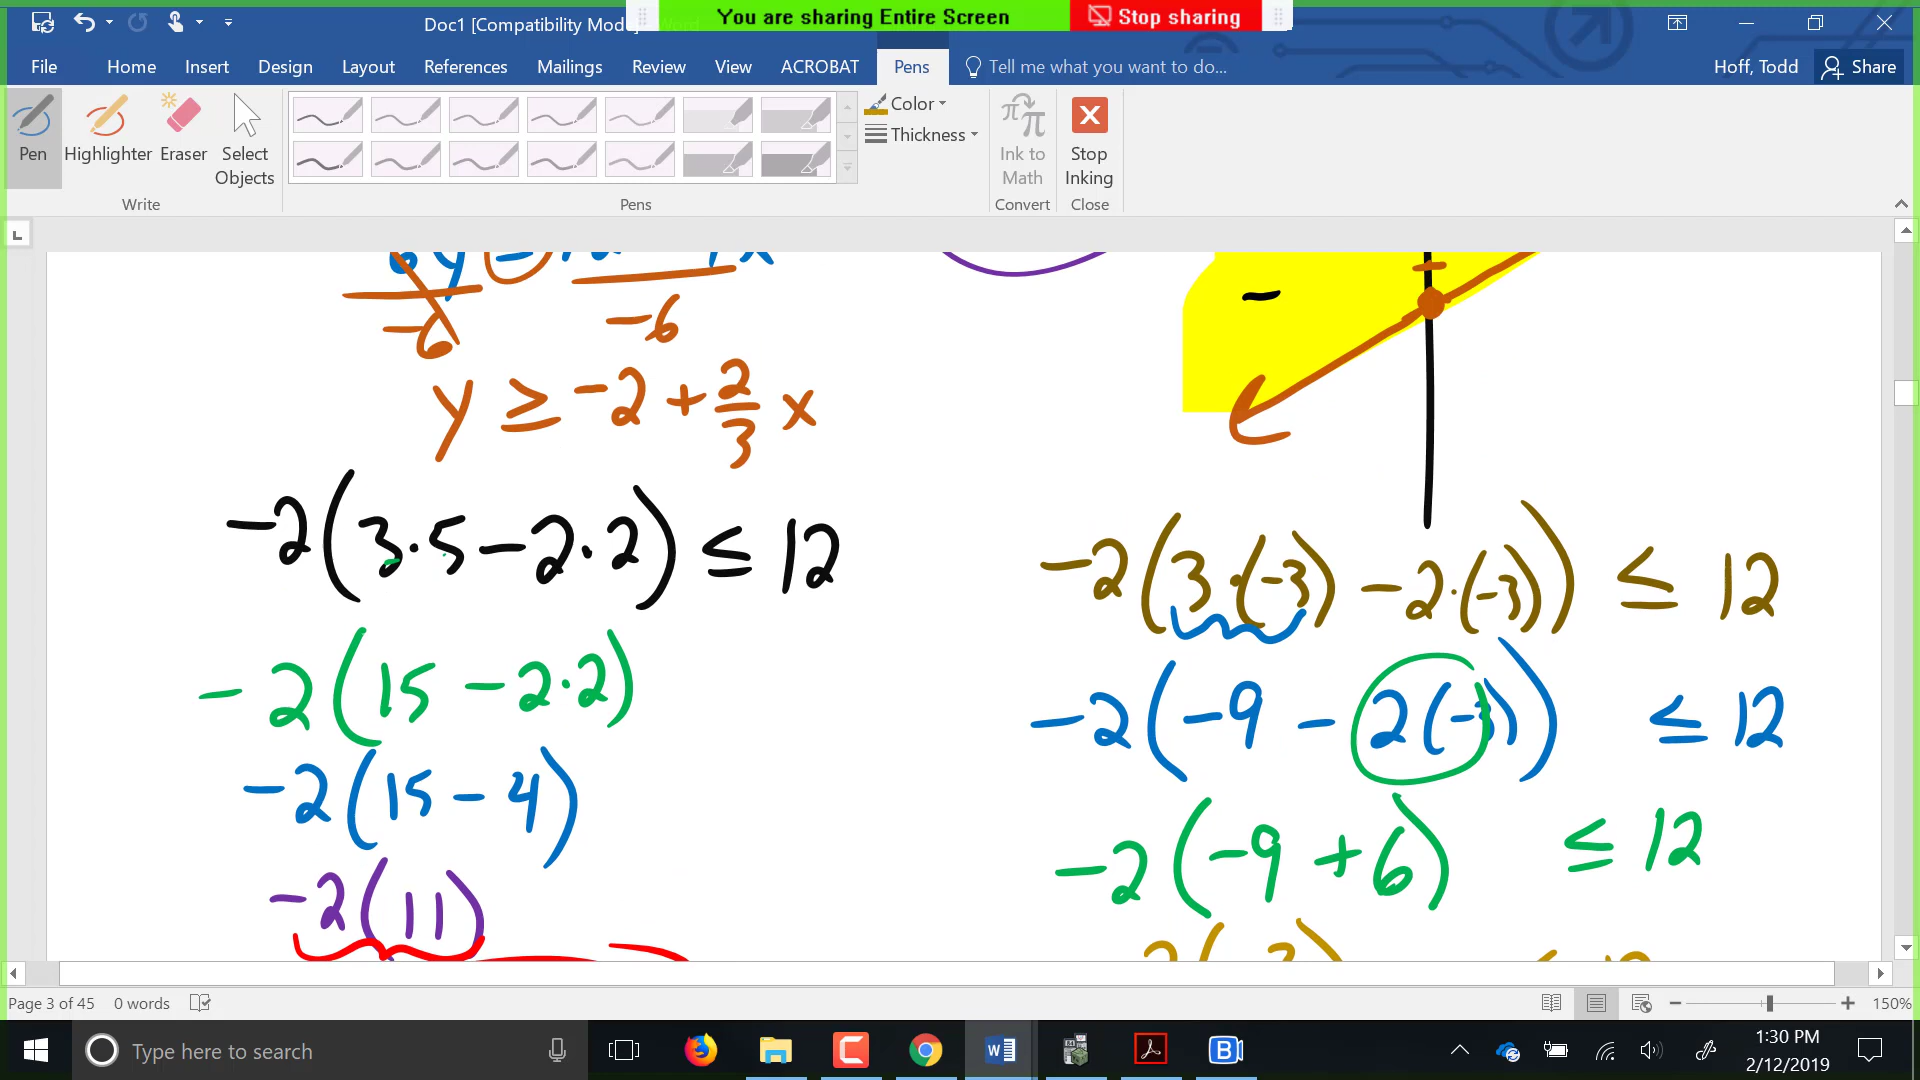 You are sharing Entire Screen Stop sharing
Doc1 [Compatibility Mod
File Home Insert Design Layout References Mailings Review View ACROBAT Pens Tell me what you want to do... Hoff, Todd Share
Pen Highlighter Eraser Select Objects
Color
Thickness
Ink to Math
Stop Inking
Write Pens Convert Close
-6 -6
y ≥ -2 + 2/3 x
-2(3·5-2·2) ≤ 12
-2(15-2·2)
-2(15-4)
-2(11)
-
-2(3·(-3)-2·(-3)) ≤ 12
-2(-9-2(-3)) ≤ 12
-2(-9+6) ≤ 12
Page 3 of 45 0 words 150%
Type here to search
1:30 PM
2/12/2019